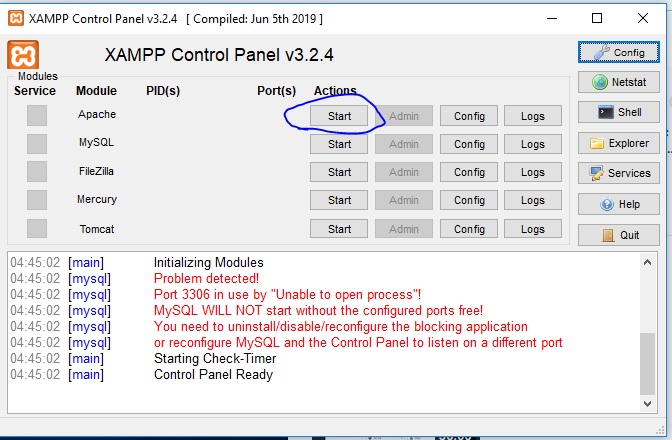 XAMPP Control Panel v3.2.4 [ Compiled: Jun 5th 2019 ]
XAMPP Control Panel v3.2.4
Config
Modules
Service Module PID(s) Port(s) Actions
Netstat
Apache Start Admin Config Logs
Shell
MySQL Start Admin Config Logs
Explorer
FileZilla Start Admin Config Logs
Services
Mercury Start Admin Config Logs
Help
Tomcat Start Admin Config Logs
Quit
04:45:02 [main] Initializing Modules
04:45:02 [mysql] Problem detected!
04:45:02 [mysql] Port 3306 in use by "Unable to open process"!
04:45:02 [mysql] MySQL WILL NOT start without the configured ports free!
04:45:02 [mysql] You need to uninstall/disable/reconfigure the blocking application
04:45:02 [mysql] or reconfigure MySQL and the Control Panel to listen on a different port
04:45:02 [main] Starting Check-Timer
04:45:02 [main] Control Panel Ready